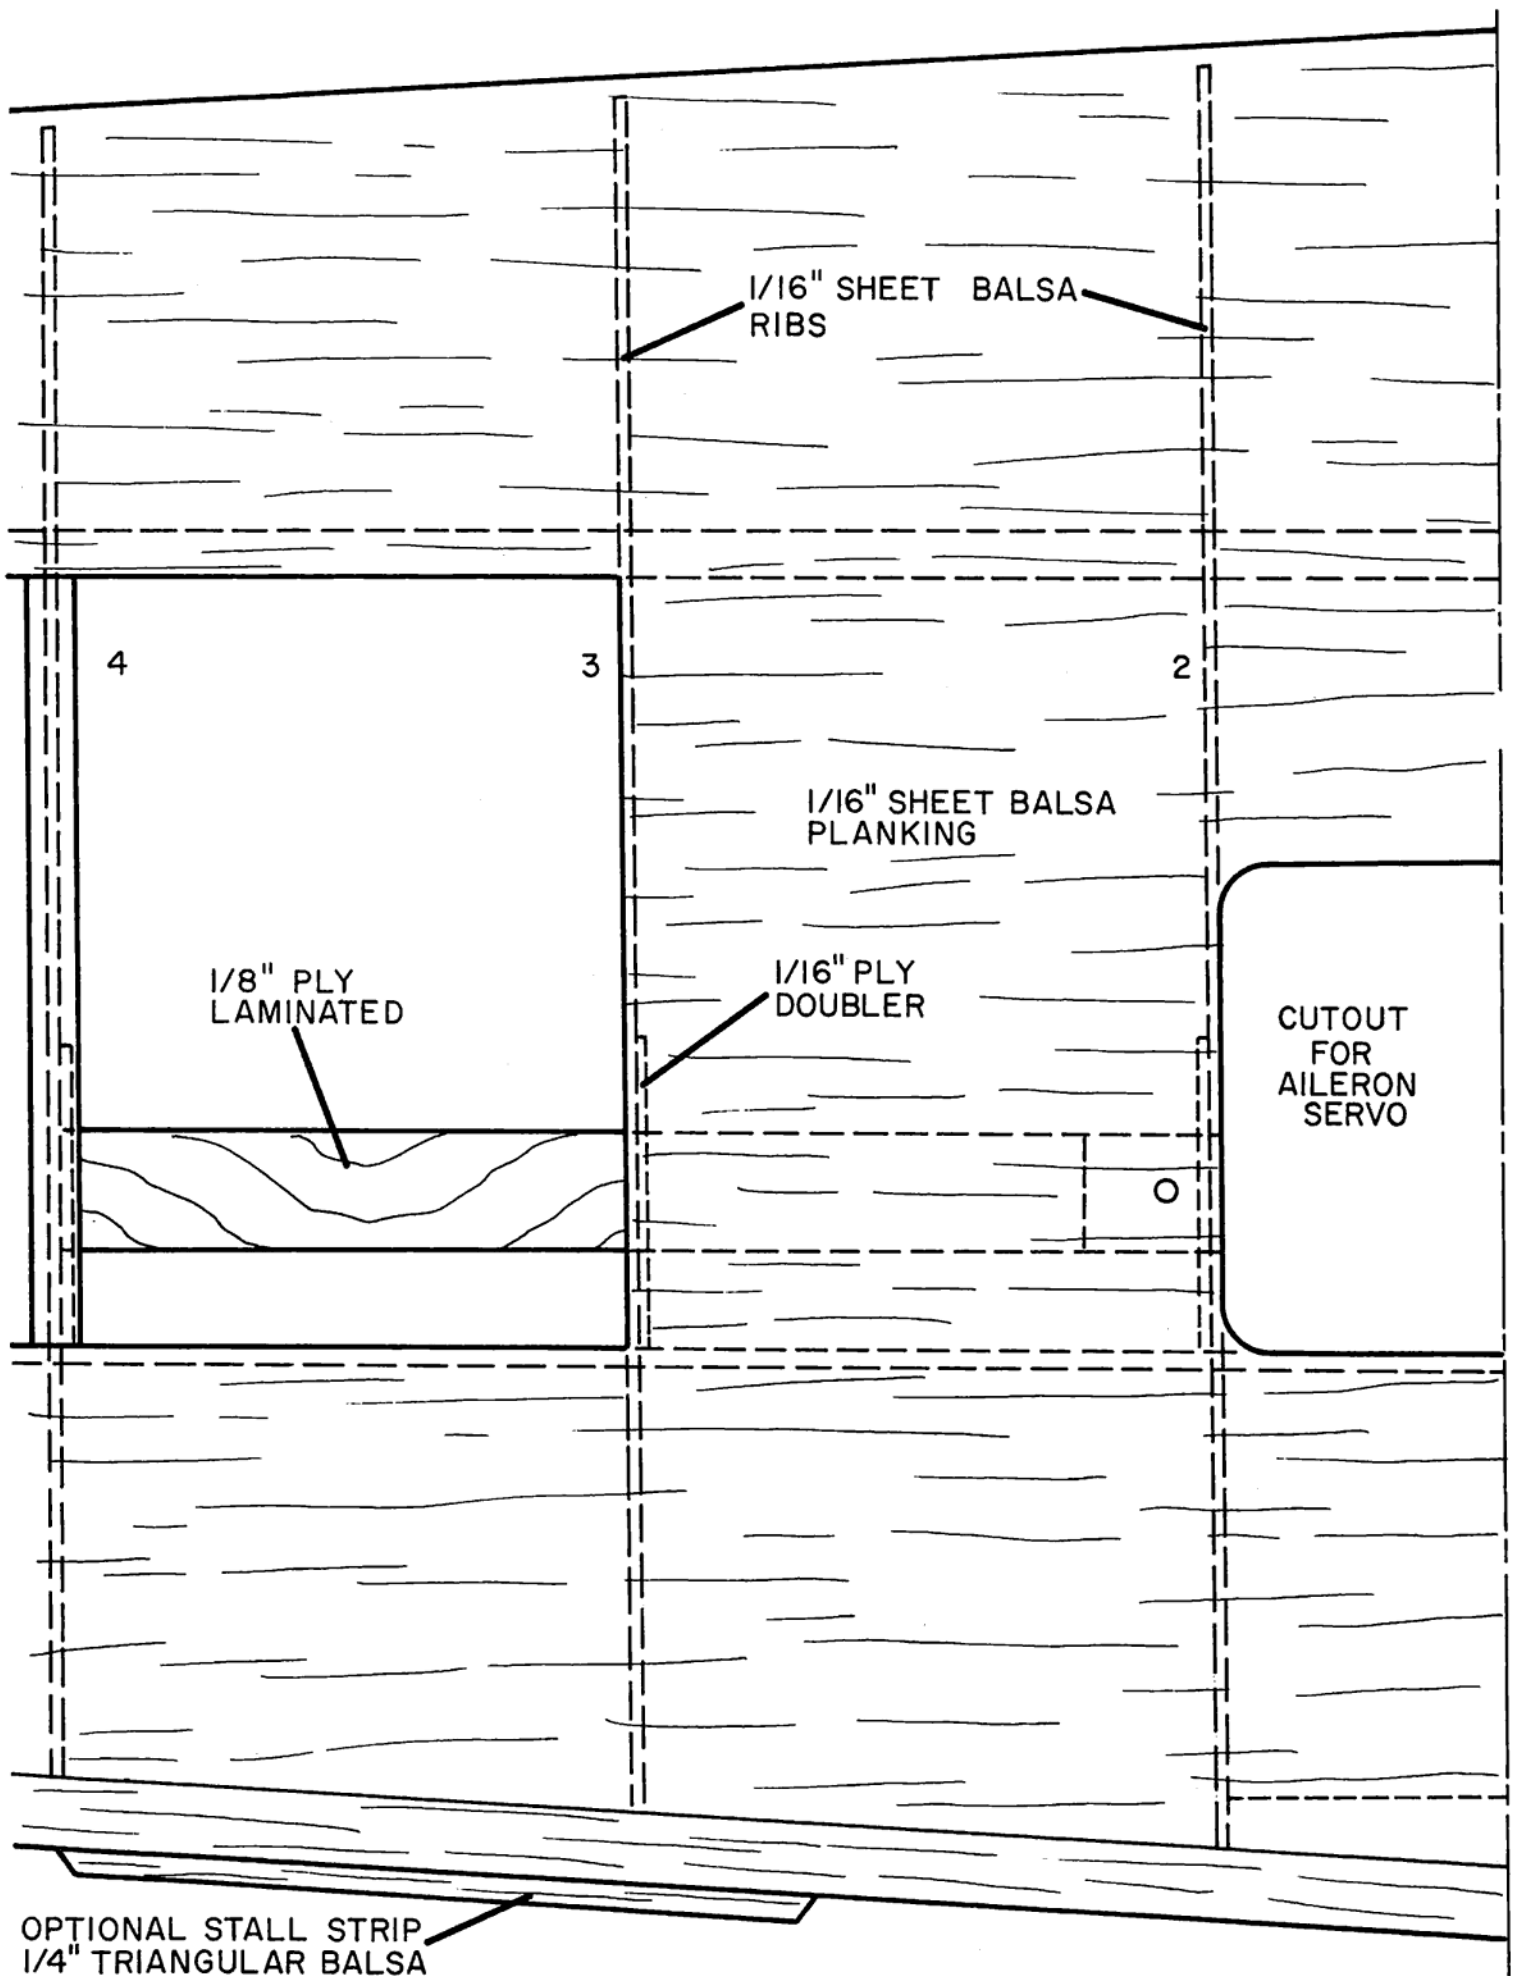 1/16" SHEET BALSA
RIBS
4
3
2
1/16" SHEET BALSA
PLANKING
1/8" PLY
LAMINATED
1/16" PLY
DOUBLER
CUTOUT
FOR
AILERON
SERVO
OPTIONAL STALL STRIP
1/4" TRIANGULAR BALSA